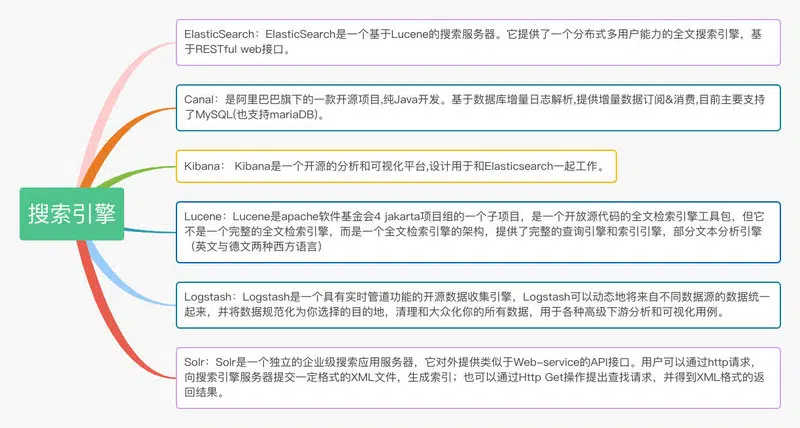 ElasticSearch：ElasticSearch是一个基于Lucene的搜索服务器。它提供了一个分布式多用户能力的全文搜索引擎，基
于RESTful web接口。
Canal：是阿里巴巴旗下的一款开源项目,纯Java开发。基于数据库增量日志解析,提供增量数据订阅&消费,目前主要支持
了MySQL(也支持mariaDB)。
Kibana： Kibana是一个开源的分析和可视化平台,设计用于和Elasticsearch一起工作。
搜索引擎
Lucene：Lucene是apache软件基金会4 jakarta项目组的一个子项目，是一个开放源代码的全文检索引擎工具包，但它
不是一个完整的全文检索引擎，而是一个全文检索引擎的架构，提供了完整的查询引擎和索引引擎，部分文本分析引擎
（英文与德文两种西方语言）
Logstash：Logstash是一个具有实时管道功能的开源数据收集引擎，Logstash可以动态地将来自不同数据源的数据统一
起来，并将数据规范化为你选择的目的地，清理和大众化你的所有数据，用于各种高级下游分析和可视化用例。
Solr：Solr是一个独立的企业级搜索应用服务器，它对外提供类似于Web-service的API接口。用户可以通过http请求，
向搜索引擎服务器提交一定格式的XML文件，生成索引；也可以通过Http Get操作提出查找请求，并得到XML格式的返
回结果。